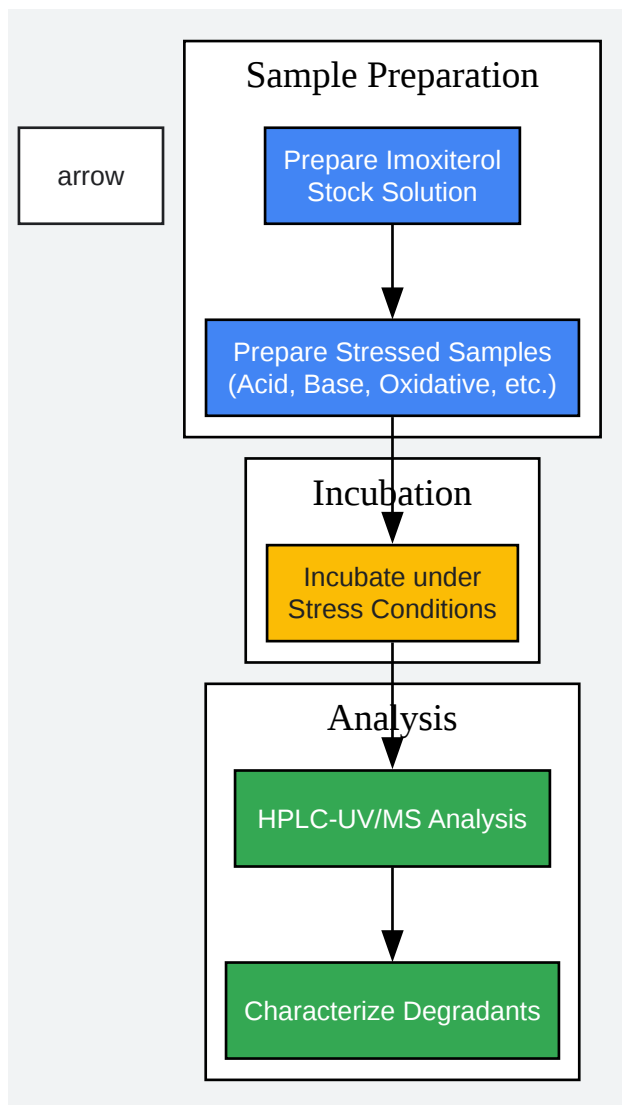 Sample Preparation
arrow
Prepare Imoxiterol
Stock Solution
Prepare Stressed Samples
(Acid, Base, Oxidative, etc.)
Incubation
Incubate under
Stress Conditions
Analysis
HPLC-UV/MS Analysis
Characterize Degradants